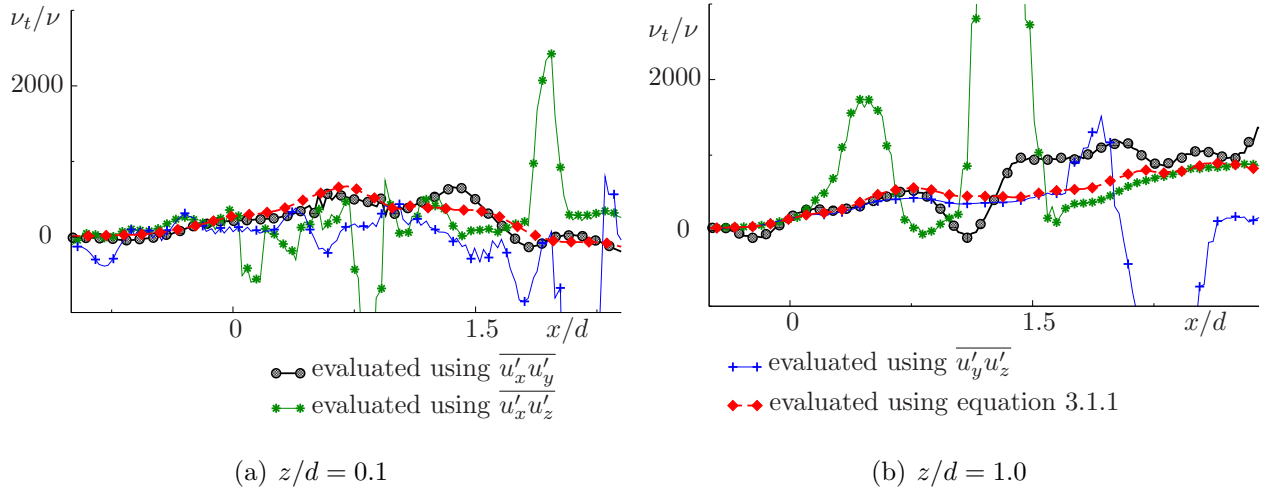 ν_t/ν
2000
0
0
1.5
x/d
ν_t/ν
2000
0
0
1.5
x/d
evaluated using \overline{u′_x u′_y}
evaluated using \overline{u′_x u′_z}
evaluated using \overline{u′_y u′_z}
evaluated using equation 3.1.1
(a) z/d = 0.1
(b) z/d = 1.0